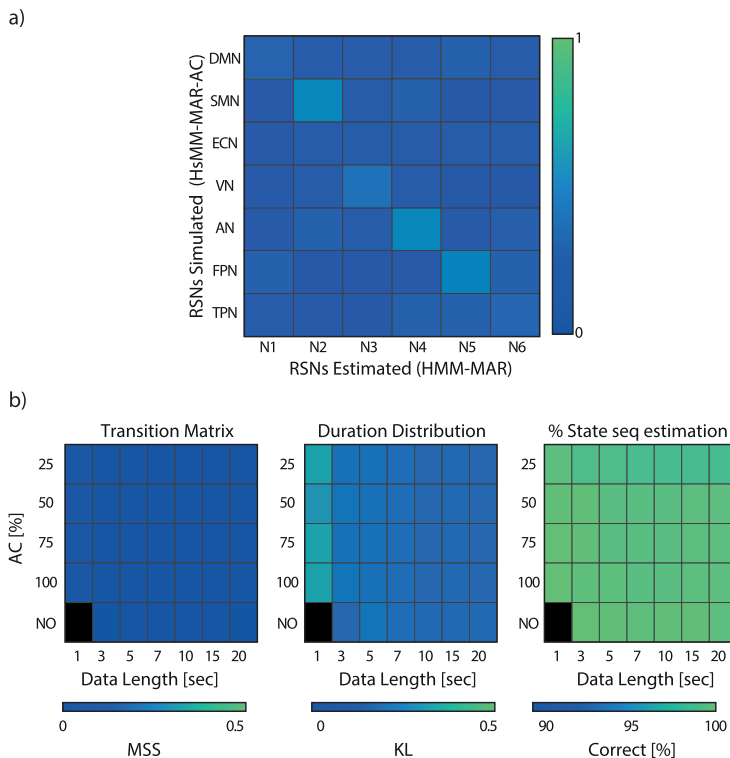 a)
1
DMN
SMN
ECN
VN
AN
FPN
TPN
RSNs Simulated (HsMM-MAR-AC)
0
N1 N2 N3 N4 N5 N6
RSNs Estimated (HMM-MAR)
b)
Transition Matrix Duration Distribution % State seq estimation
25 25 25
50 50 50
AC [%]
75 75 75
100 100 100
NO NO NO
1 3 5 7 10 15 20 1 3 5 7 10 15 20 1 3 5 7 10 15 20
Data Length [sec] Data Length [sec] Data Length [sec]
0 0.5 0 0.5 90 95 100
MSS KL Correct [%]